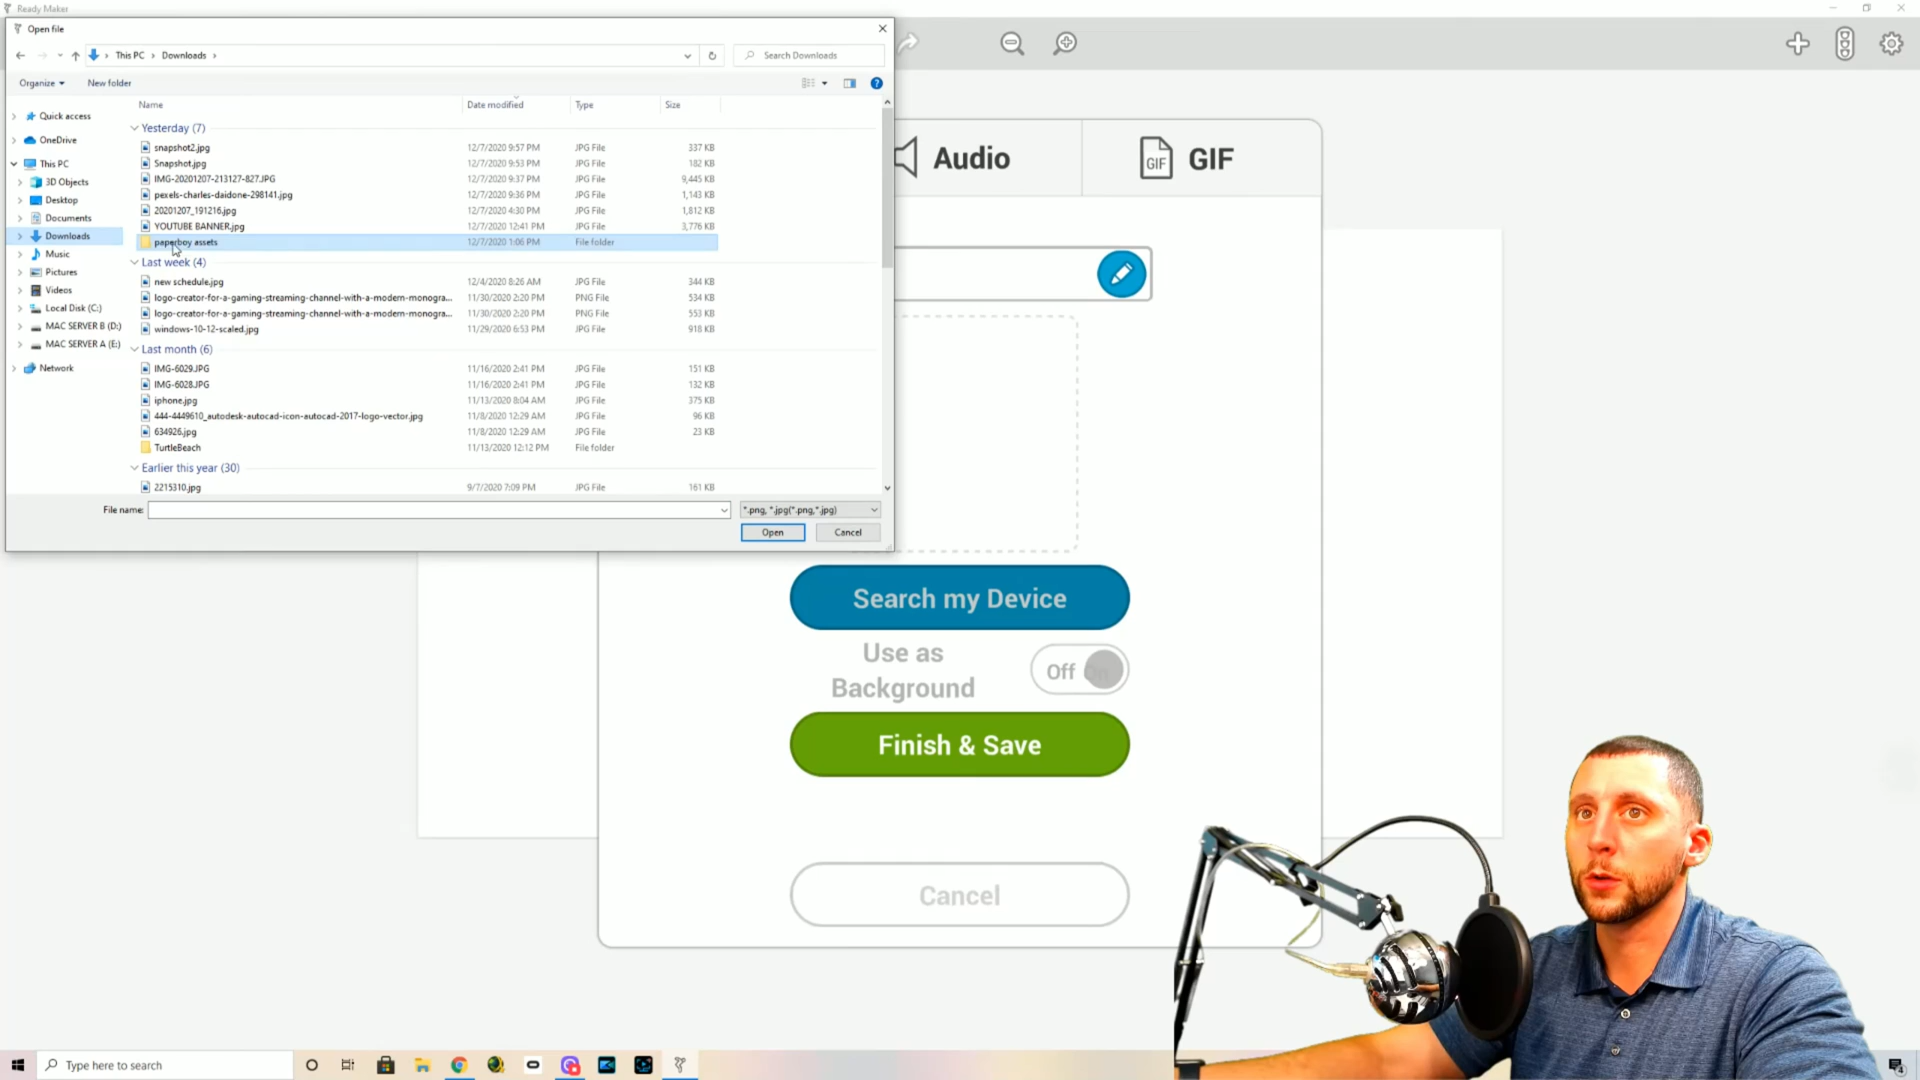 Ready Maker
Open file
This PC > Downloads >
Search Downloads
Organize
New folder
Name Date modified Type Size
Quick access
OneDrive
This PC
3D Objects
Desktop
Documents
Downloads
Music
Pictures
Videos
Local Disk (C:)
MAC SERVER B (D:)
MAC SERVER A (E:)
Network
Yesterday (7)
snapshot2.jpg 12/7/2020 9:57 PM JPG File 337 KB
Snapshot.jpg 12/7/2020 9:53 PM JPG File 182 KB
IMG-20201207-213127-827.JPG 12/7/2020 9:37 PM JPG File 9,445 KB
pexels-charles-daidone-298141.jpg 12/7/2020 9:36 PM JPG File 1,143 KB
20201207_191216.jpg 12/7/2020 4:30 PM JPG File 1,812 KB
YOUTUBE BANNER.jpg 12/7/2020 12:41 PM JPG File 3,776 KB
paperboy assets 12/7/2020 1:06 PM File folder
Last week (4)
new schedule.jpg 12/4/2020 8:26 AM JPG File 344 KB
logo-creator-for-a-gaming-streaming-channel-with-a-modern-monogra... 11/30/2020 2:20 PM PNG File 534 KB
logo-creator-for-a-gaming-streaming-channel-with-a-modern-monogra... 11/30/2020 2:20 PM PNG File 553 KB
windows-10-12-scaled.jpg 11/29/2020 6:53 PM JPG File 918 KB
Last month (6)
IMG-6029.JPG 11/16/2020 2:41 PM JPG File 151 KB
IMG-6028.JPG 11/16/2020 2:41 PM JPG File 132 KB
iphone.jpg 11/13/2020 8:04 AM JPG File 375 KB
444-4449610_autodesk-autocad-icon-autocad-2017-logo-vector.jpg 11/8/2020 12:29 AM JPG File 96 KB
634926.jpg 11/8/2020 12:29 AM JPG File 23 KB
TurtleBeach 11/13/2020 12:12 PM File folder
Earlier this year (30)
2215310.jpg 9/7/2020 7:09 PM JPG File 161 KB
File name:
*.png, *.jpg(*.png,*.jpg)
Open
Cancel
Audio
GIF GIF
Search my Device
Use as
Background
Off On
Finish & Save
Cancel
Type here to search
4